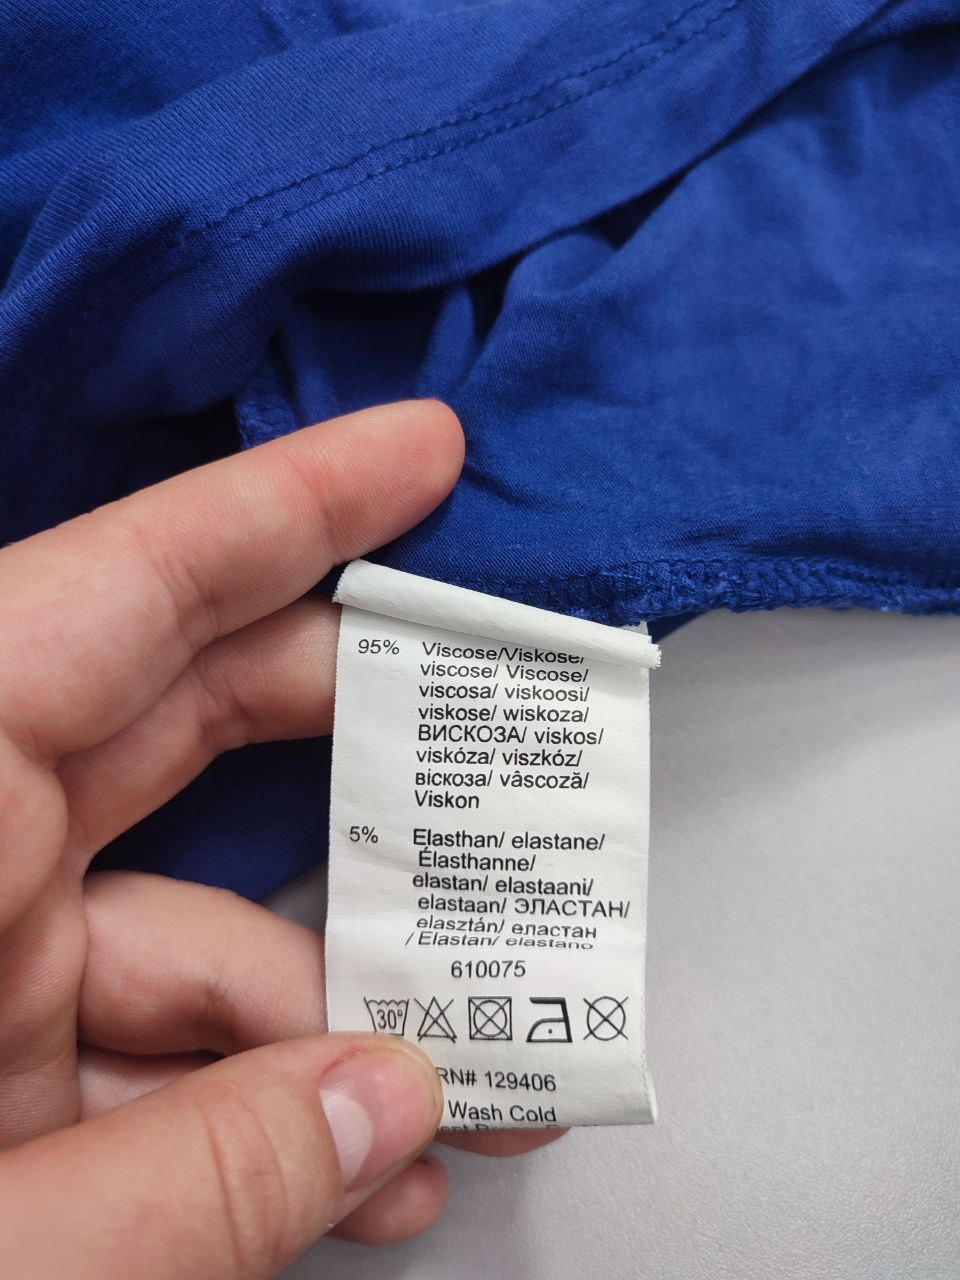 95% Viscose/Viskose/
viscose/ Viscose/
viscosa/ viskoosi/
viskose/ wiskoza/
ВИСКОЗА/ viskos/
viskóza/ viszkóz/
віскоза/ vâscoză/
Viskon
5% Elasthan/ elastane/
Élasthanne/
elastan/ elastaani/
elastaan/ ЭЛАСТАН/
elasztán/ еластан
/ Elastan/ elastano
610075
30°
RN# 129406
Wash Cold